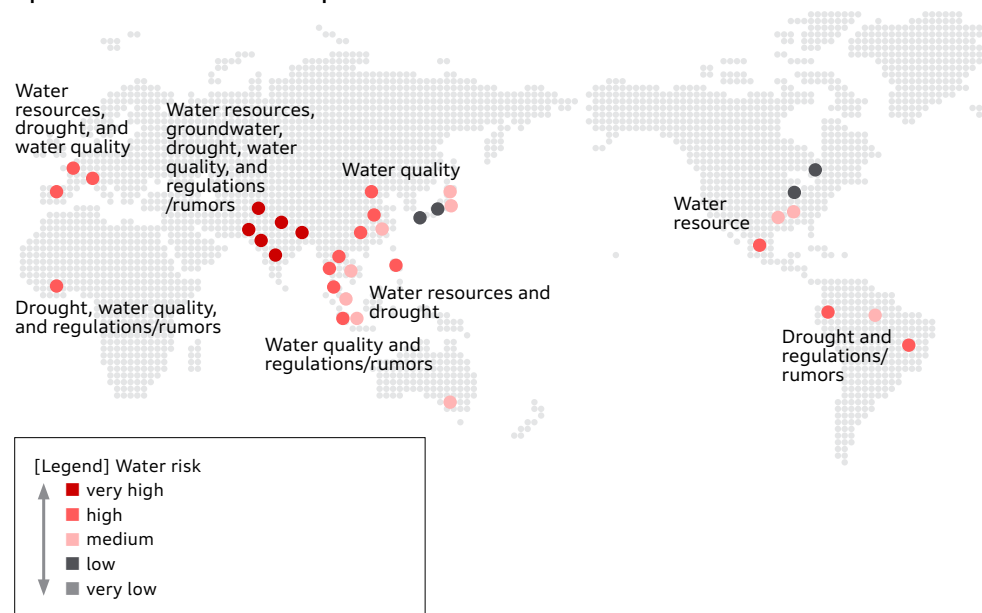 Water
resources,
drought, and
water quality
Water resources,
groundwater,
drought, water
quality, and
regulations
/rumors
Water quality
Water
resource
Drought, water quality,
and regulations/rumors
Water resources and
drought
Water quality and
regulations/rumors
Drought and
regulations/
rumors
[Legend] Water risk
very high
high
medium
low
very low